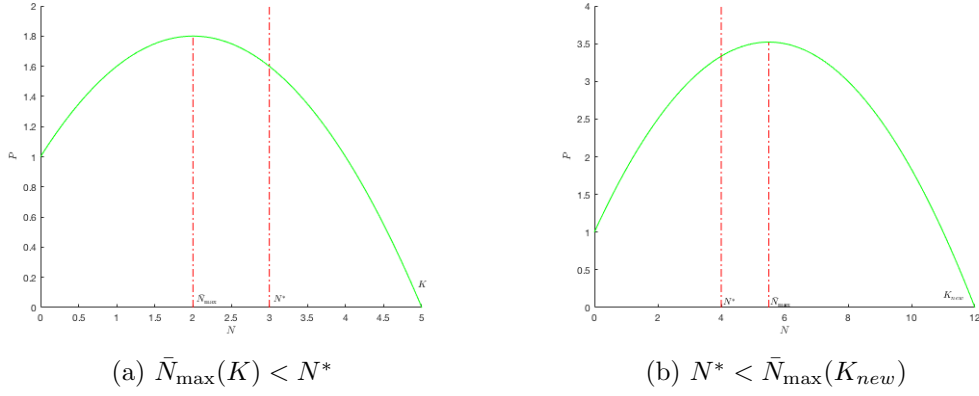 2
1.8
1.6
1.4
1.2
1
0.8
0.6
0.4
0.2
0
P
K
N̄max
N*
0 0.5 1 1.5 2 2.5 3 3.5 4 4.5 5
N
(a) N̄max(K) < N*
4
3.5
3
2.5
2
1.5
1
0.5
0
P
N*
N̄max
Knew
0 2 4 6 8 10 12
N
(b) N* < N̄max(Knew)